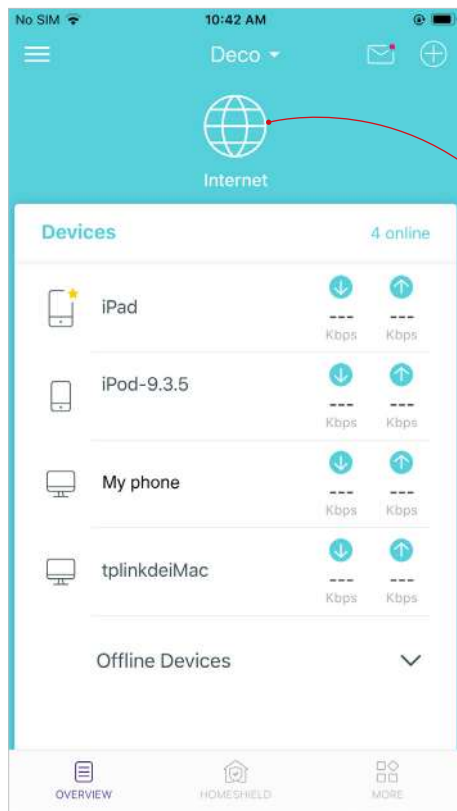 No SIM 10:42 AM
Deco
Internet
Devices 4 online
iPad
--- ---
Kbps Kbps
iPod-9.3.5
--- ---
Kbps Kbps
My phone
--- ---
Kbps Kbps
tplinkdeiMac
--- ---
Kbps Kbps
Offline Devices
OVERVIEW HOMESHIELD MORE